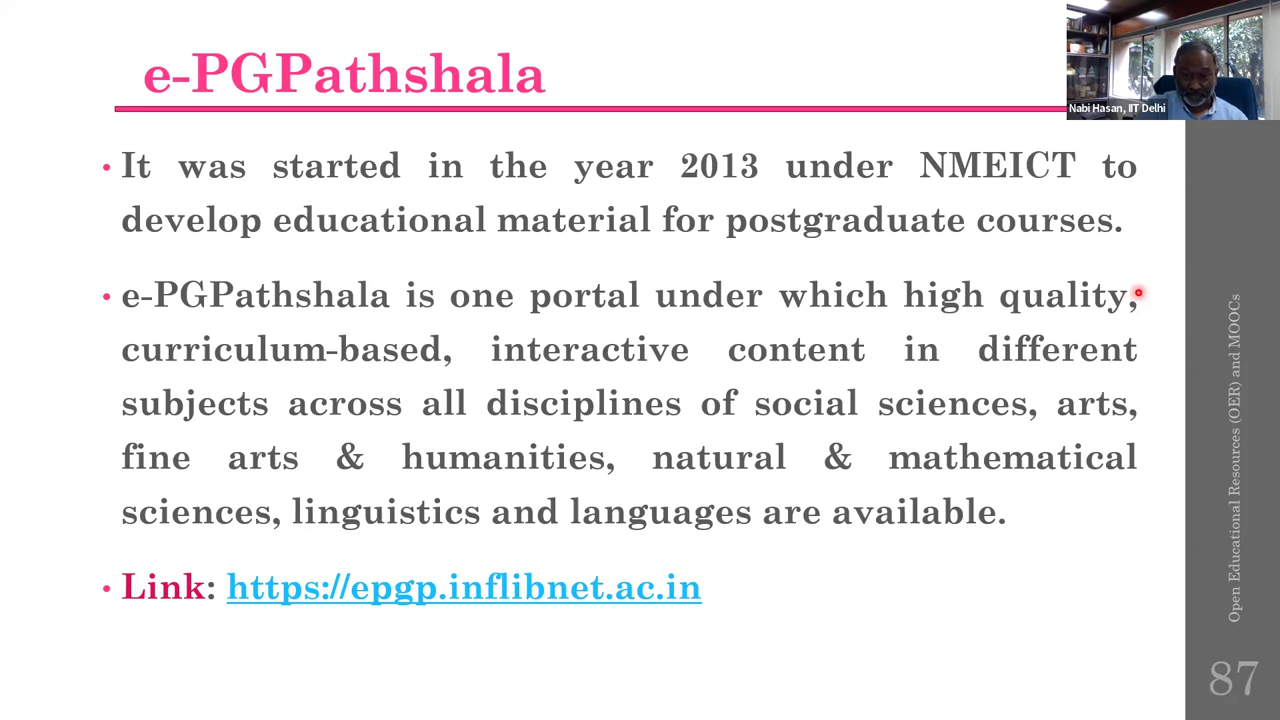 e-PGPathshala
Nabi Hasan, IIT Delhi
• It was started in the year 2013 under NMEICT to
develop educational material for postgraduate courses.
• e-PGPathshala is one portal under which high quality,
curriculum-based, interactive content in different
subjects across all disciplines of social sciences, arts,
fine arts & humanities, natural & mathematical
sciences, linguistics and languages are available.
• Link: https://epgp.inflibnet.ac.in
Open Educational Resources (OER) and MOOCs
87